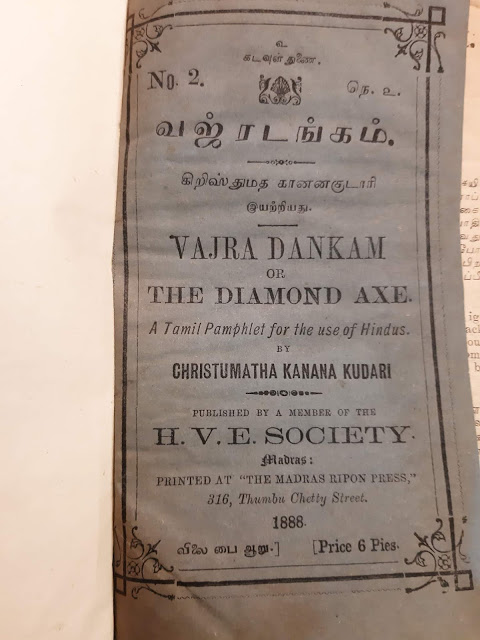 உ
கடவுள் துணை.
No. 2.
நெ. உ.
வஜ்ரடங்கம்.
கிறிஸ்துமத கானனகுடாரி
இயற்றியது.
VAJRA DANKAM
OR
THE DIAMOND AXE.
A Tamil Pamphlet for the use of Hindus.
BY
CHRISTUMATHA KANANA KUDARI
PUBLISHED BY A MEMBER OF THE
H. V. E. SOCIETY.
Madras:
PRINTED AT "THE MADRAS RIPON PRESS,"
316, Thumbu Chetty Street.
1888.
விலை பை ஆறு.] [Price 6 Pies.